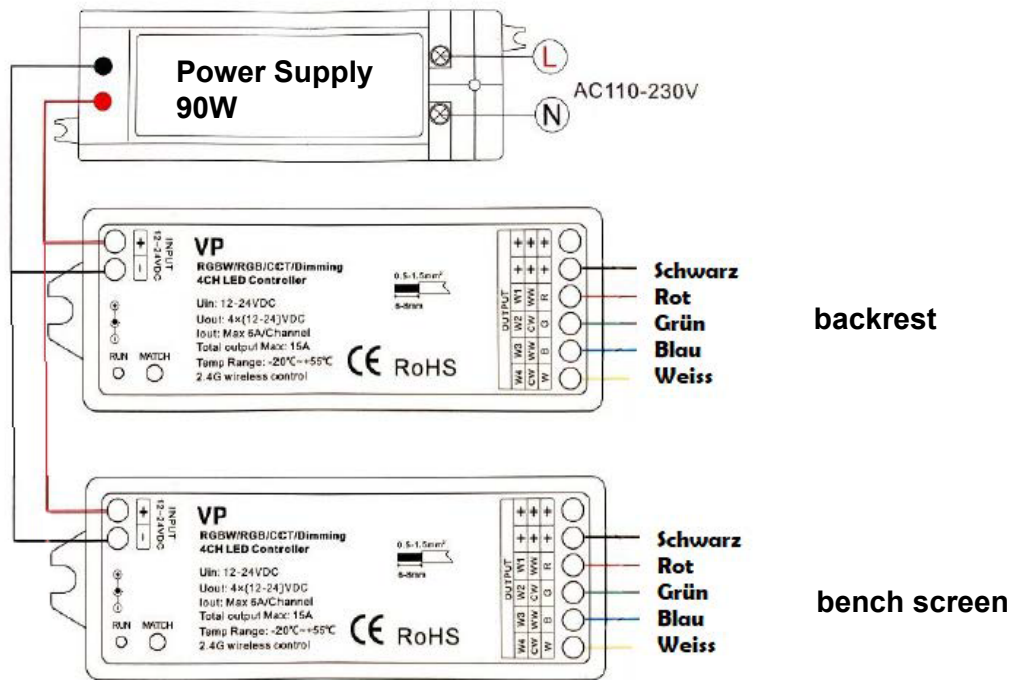 Power Supply
90W
L
N
AC110-230V
+
-
INPUT
12~24VDC
VP
RGBW/RGB/CCT/Dimming
4CH LED Controller
Uin: 12-24VDC
Uout: 4×(12-24)VDC
Iout: Max 6A/Channel
Total output Max: 15A
Temp Range: -20℃~+55℃
2.4G wireless control
RUN
MATCH
0.5-1.5mm²
6-8mm
CE RoHS
OUTPUT
+ + +
+ + +
W1 WW R
W2 CW G
W3 WW B
W4 CW W
Schwarz
Rot
Grün
Blau
Weiss
backrest
+
-
INPUT
12~24VDC
VP
RGBW/RGB/CCT/Dimming
4CH LED Controller
Uin: 12-24VDC
Uout: 4×(12-24)VDC
Iout: Max 6A/Channel
Total output Max: 15A
Temp Range: -20℃~+55℃
2.4G wireless control
RUN
MATCH
0.5-1.5mm²
6-8mm
CE RoHS
OUTPUT
+ + +
+ + +
W1 WW R
W2 CW G
W3 WW B
W4 CW W
Schwarz
Rot
Grün
Blau
Weiss
bench screen